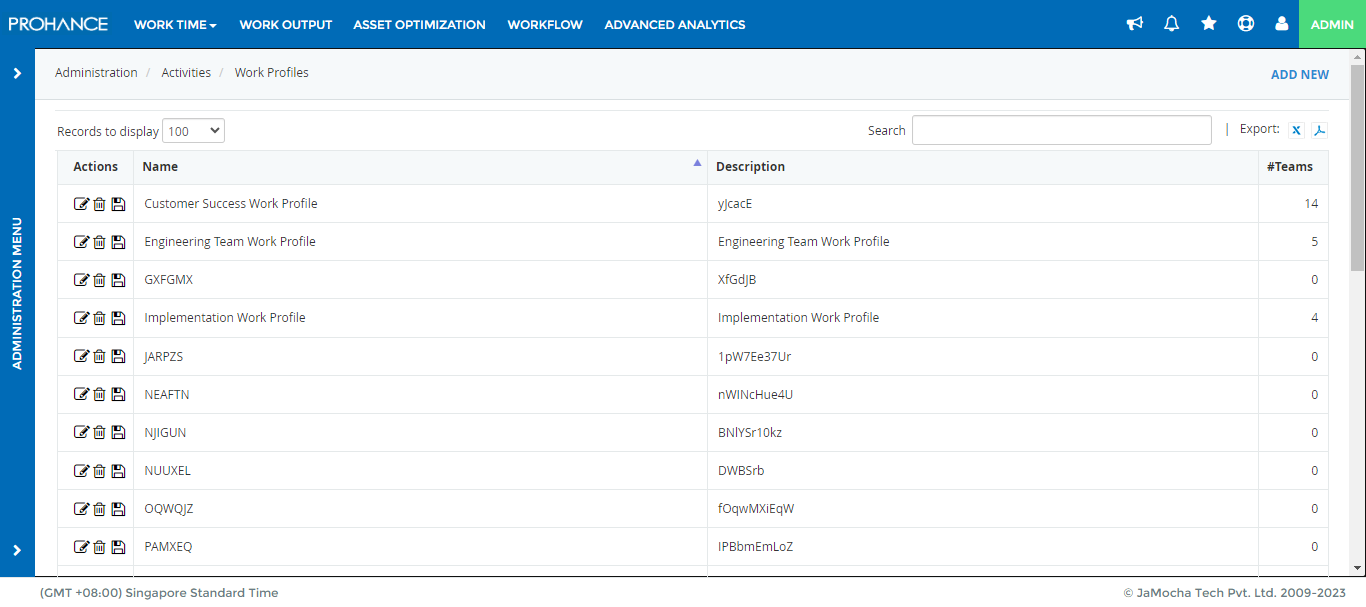 PROHANCE WORK TIME WORK OUTPUT ASSET OPTIMIZATION WORKFLOW ADVANCED ANALYTICS ADMIN
Administration / Activities / Work Profiles ADD NEW
Records to display 100 Search | Export:
ADMINISTRATION MENU
Actions Name Description #Teams
Customer Success Work Profile yJcacE 14
Engineering Team Work Profile Engineering Team Work Profile 5
GXFGMX XfGdJB 0
Implementation Work Profile Implementation Work Profile 4
JARPZS 1pW7Ee37Ur 0
NEAFTN nWINcHue4U 0
NJIGUN BNlYSr10kz 0
NUUXEL DWBSrb 0
OQWQJZ fOqwMXiEqW 0
PAMXEQ IPBbmEmLoZ 0
(GMT +08:00) Singapore Standard Time © JaMocha Tech Pvt. Ltd. 2009-2023